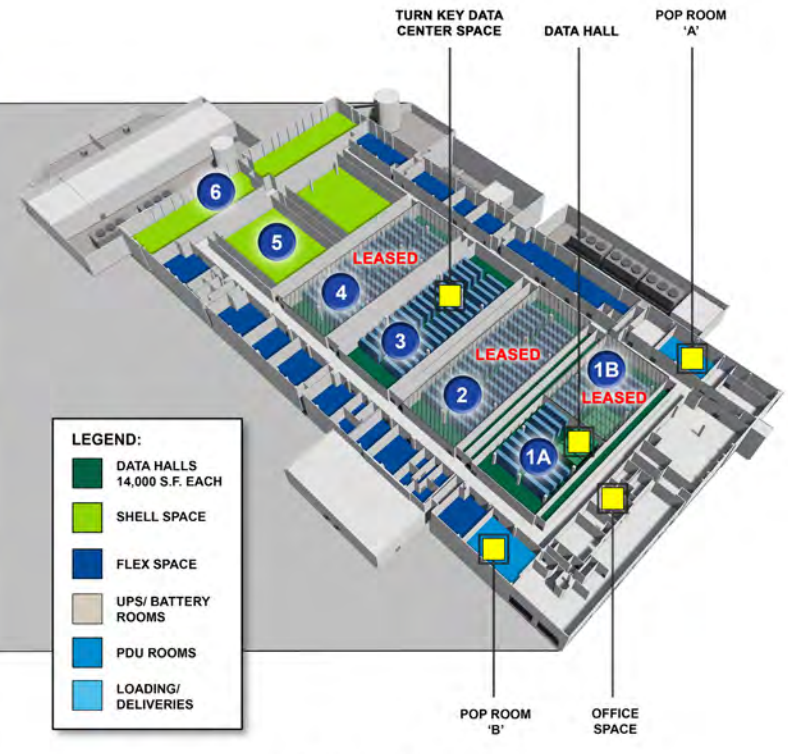 TURN KEY DATA
CENTER SPACE
DATA HALL
POP ROOM
'A'
6
5
LEASED
4
3
LEASED
2
1B
LEASED
1A
LEGEND:
DATA HALLS
14,000 S.F. EACH
SHELL SPACE
FLEX SPACE
UPS/ BATTERY
ROOMS
PDU ROOMS
LOADING/
DELIVERIES
POP ROOM
'B'
OFFICE
SPACE